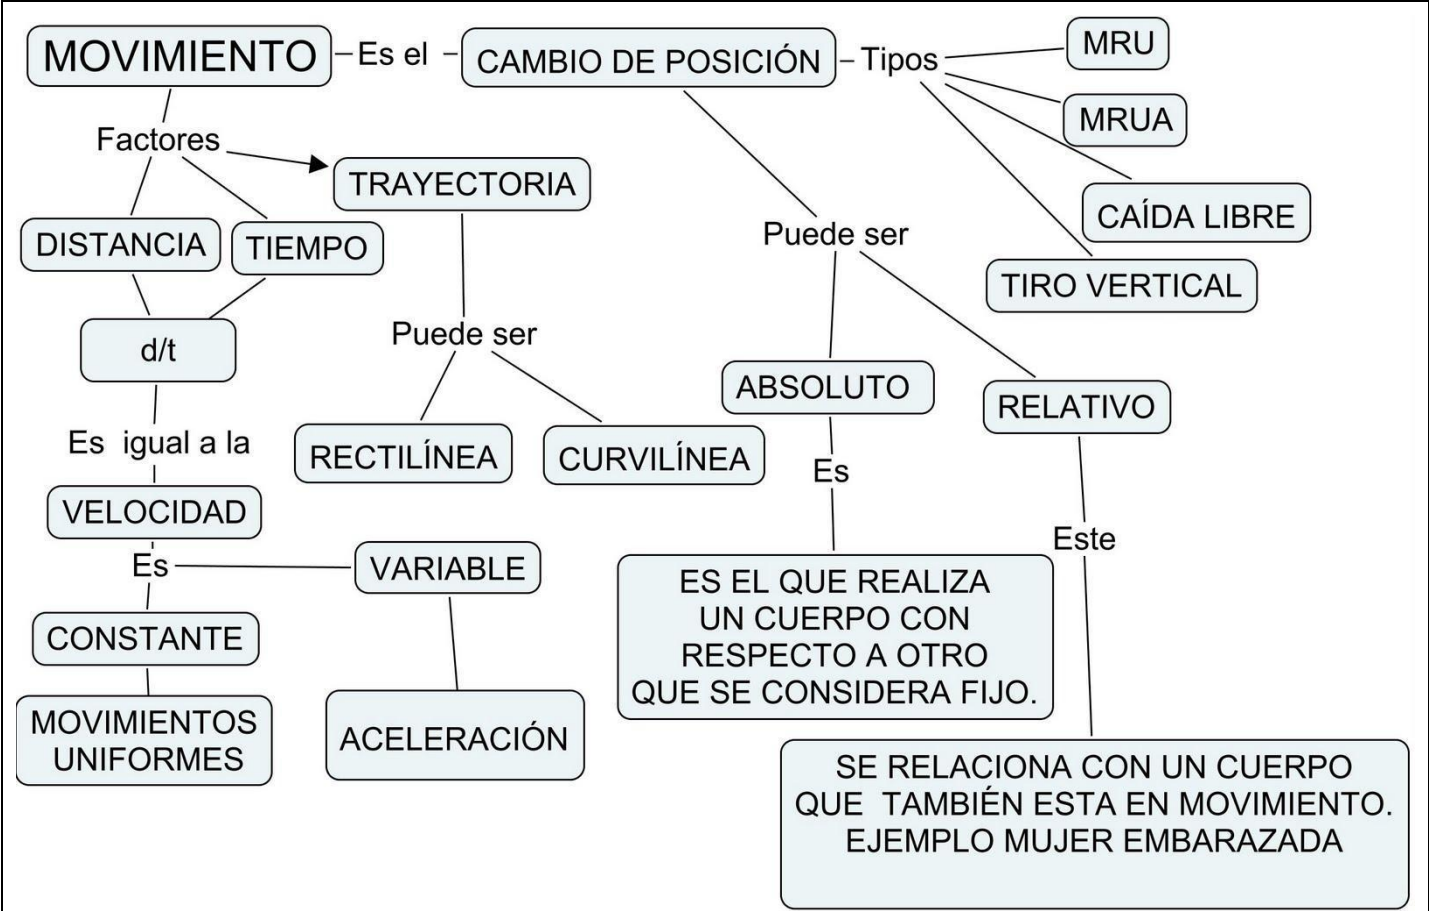 MOVIMIENTO
Es el
CAMBIO DE POSICIÓN
Tipos
MRU
MRUA
CAÍDA LIBRE
TIRO VERTICAL
Factores
TRAYECTORIA
DISTANCIA
TIEMPO
d/t
Es igual a la
VELOCIDAD
Es
VARIABLE
CONSTANTE
MOVIMIENTOS
UNIFORMES
ACELERACIÓN
Puede ser
RECTILÍNEA
CURVILÍNEA
Puede ser
ABSOLUTO
RELATIVO
Es
ES EL QUE REALIZA
UN CUERPO CON
RESPECTO A OTRO
QUE SE CONSIDERA FIJO.
Este
SE RELACIONA CON UN CUERPO
QUE TAMBIÉN ESTA EN MOVIMIENTO.
EJEMPLO MUJER EMBARAZADA